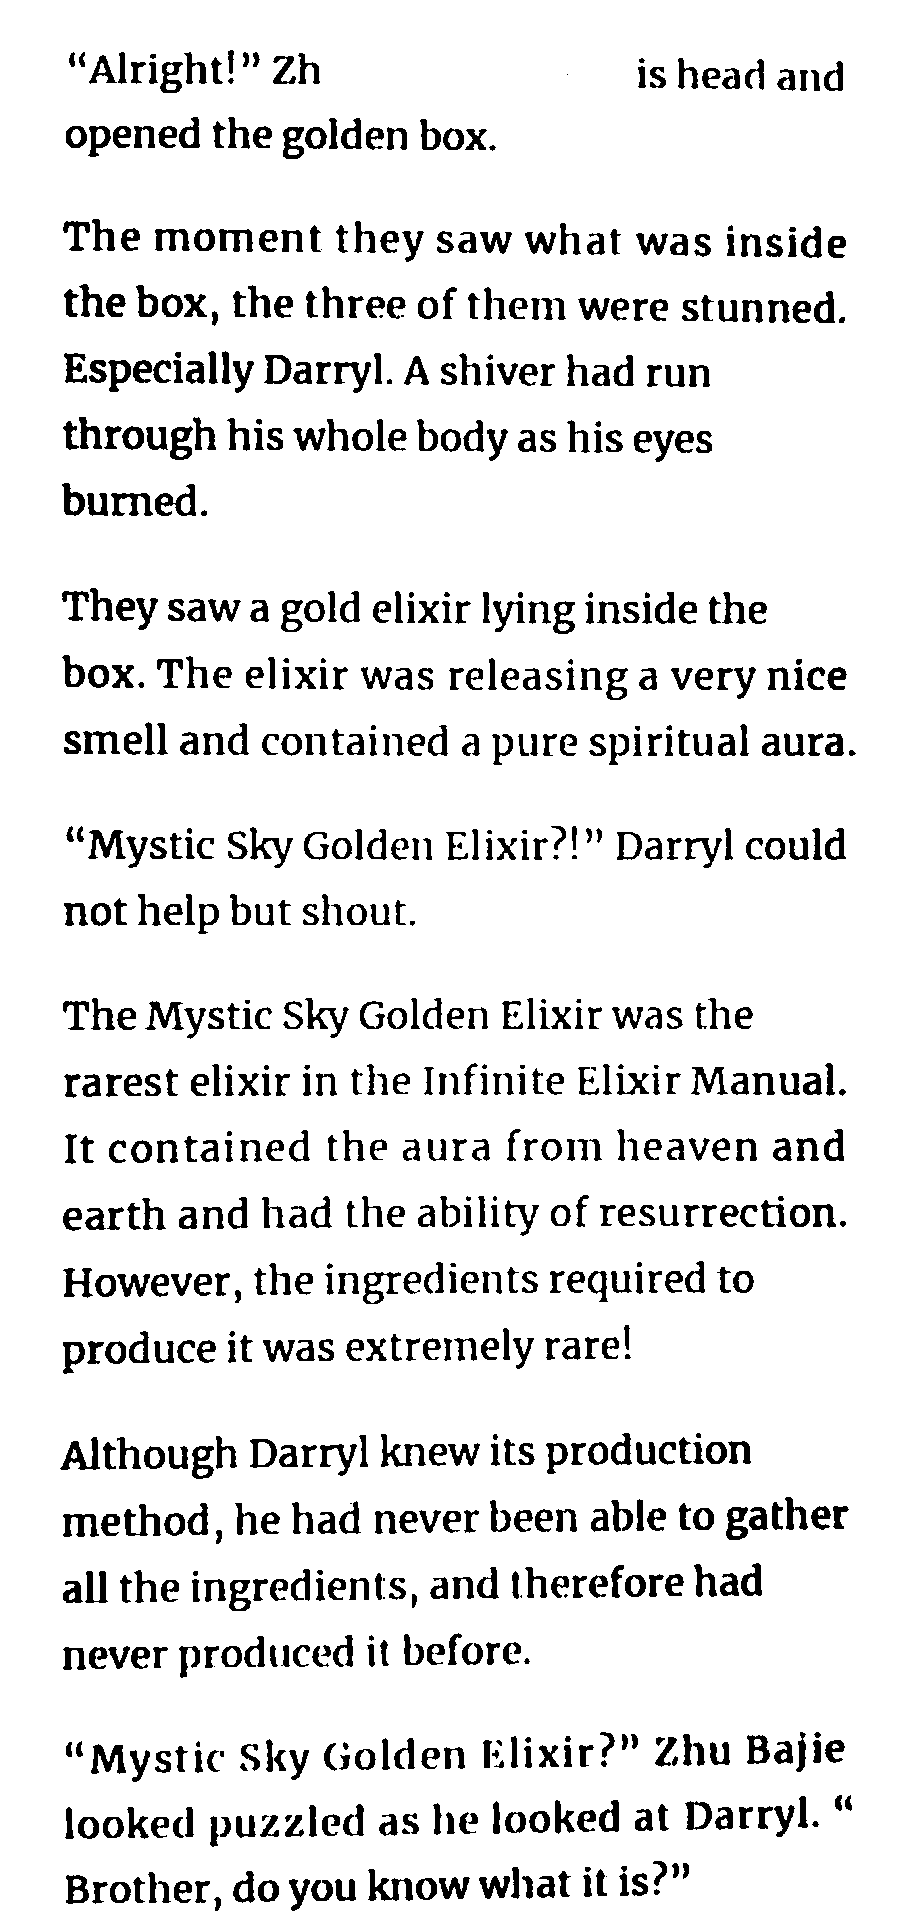 “Alright!” Zh is head and
opened the golden box.
The moment they saw what was inside
the box, the three of them were stunned.
Especially Darryl. A shiver had run
through his whole body as his eyes
burned.
They saw a gold elixir lying inside the
box. The elixir was releasing a very nice
smell and contained a pure spiritual aura.
“Mystic Sky Golden Elixir?!” Darryl could
not help but shout.
The Mystic Sky Golden Elixir was the
rarest elixir in the Infinite Elixir Manual.
It contained the aura from heaven and
earth and had the ability of resurrection.
However, the ingredients required to
produce it was extremely rare!
Although Darryl knew its production
method, he had never been able to gather
all the ingredients, and therefore had
never produced it before.
“Mystic Sky Golden Elixir?” Zhu Bajie
looked puzzled as he looked at Darryl. “
Brother, do you know what it is?”